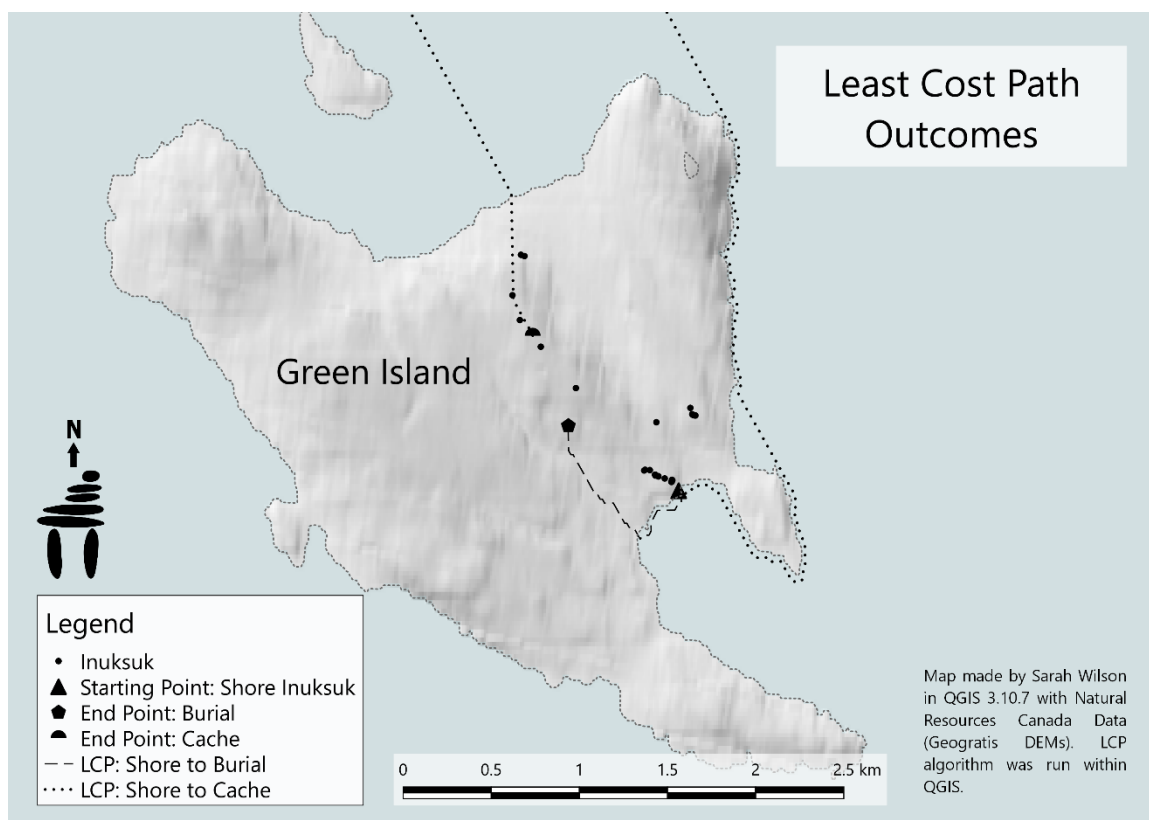 Least Cost Path
Outcomes
Green Island
N
Legend
Inuksuk
Starting Point: Shore Inuksuk
End Point: Burial
End Point: Cache
LCP: Shore to Burial
LCP: Shore to Cache
0 0.5 1 1.5 2 2.5 km
Map made by Sarah Wilson
in QGIS 3.10.7 with Natural
Resources Canada Data
(Geogratis DEMs). LCP
algorithm was run within
QGIS.